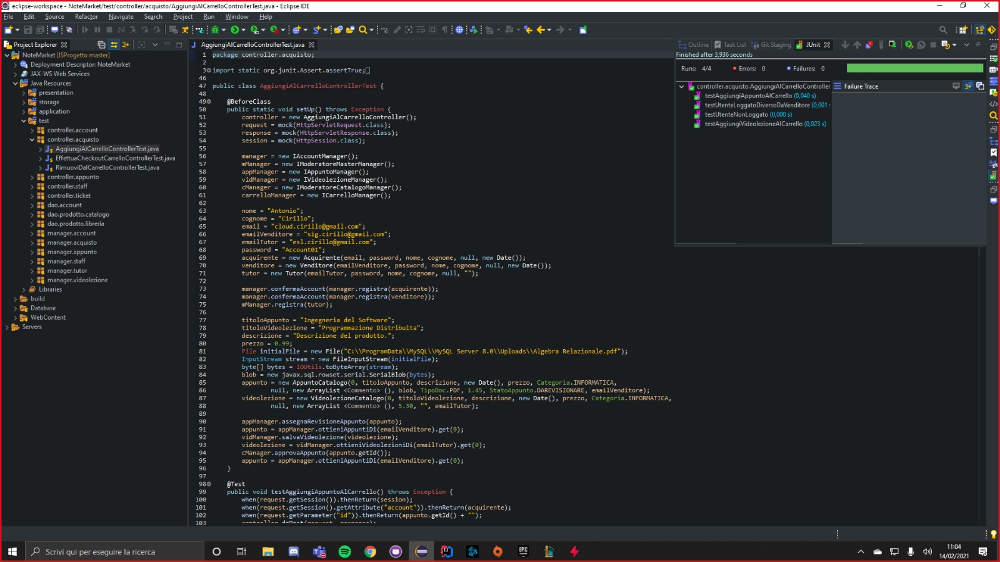 eclipse-workspace - NoteMarket/test/controller/acquisto/AggiungiAlCarrelloControllerTest.java - Eclipse IDE
File Edit Source Refactor Navigate Search Project Run Window Help
Project Explorer
NoteMarket [ISProgetto master]
Deployment Descriptor: NoteMarket
JAX-WS Web Services
Java Resources
presentation
storage
application
test
controller.account
controller.acquisto
AggiungiAlCarrelloControllerTest.java
EffettuaCheckoutCarrelloControllerTest.java
RimuoviDalCarrelloControllerTest.java
controller.appunto
controller.staff
controller.ticket
dao.account
dao.prodotto.catalogo
dao.prodotto.libreria
manager.account
manager.acquisto
manager.appunto
manager.staff
manager.tutor
manager.videolezione
Libraries
build
Database
WebContent
Servers
AggiungiAlCarrelloControllerTest.java
1 package controller.acquisto;
2
3 import static org.junit.Assert.assertTrue;
46
47 public class AggiungiAlCarrelloControllerTest {
48
49 @BeforeClass
50 public static void setUp() throws Exception {
51 controller = new AggiungiAlCarrelloController();
52 request = mock(HttpServletRequest.class);
53 response = mock(HttpServletResponse.class);
54 session = mock(HttpSession.class);
55
56 manager = new IAccountManager();
57 mManager = new IModeratoreMasterManager();
58 appManager = new IAppuntoManager();
59 vidManager = new IVideolezioneManager();
60 cManager = new IModeratoreCatalogoManager();
61 carrelloManager = new ICarrelloManager();
62
63 nome = "Antonio";
64 cognome = "Cirillo";
65 email = "cloud.cirillo@gmail.com";
66 emailVenditore = "sig.cirillo@gmail.com";
67 emailTutor = "esl.cirillo@gmail.com";
68 password = "Account01";
69 acquirente = new Acquirente(email, password, nome, cognome, null, new Date());
70 venditore = new Venditore(emailVenditore, password, nome, cognome, null, new Date());
71 tutor = new Tutor(emailTutor, password, nome, cognome, null, "");
72
73 manager.confermaAccount(manager.registra(acquirente));
74 manager.confermaAccount(manager.registra(venditore));
75 mManager.registra(tutor);
76
77 titoloAppunto = "Ingegneria del Software";
78 titoloVideolezione = "Programmazione Distribuita";
79 descrizione = "Descrizione del prodotto.";
80 prezzo = 0.99;
81 File initialFile = new File("C:\\ProgramData\\MySQL\\MySQL Server 8.0\\Uploads\\Algebra Relazionale.pdf");
82 InputStream stream = new FileInputStream(initialFile);
83 byte[] bytes = IOUtils.toByteArray(stream);
84 blob = new javax.sql.rowset.serial.SerialBlob(bytes);
85 appunto = new AppuntoCatalogo(0, titoloAppunto, descrizione, new Date(), prezzo, Categoria.INFORMATICA,
86 null, new ArrayList <Commento> (), blob, TipoDoc.PDF, 1.45, StatoAppunto.DAREVISIONARE, emailVenditore);
87 videolezione = new VideolezioneCatalogo(0, titoloVideolezione, descrizione, new Date(), prezzo, Categoria.INFORMATICA,
88 null, new ArrayList <Commento> (), 5.30, "", emailTutor);
89
90 appManager.assegnaRevisioneAppunto(appunto);
91 appunto = appManager.ottieniAppuntiDi(emailVenditore).get(0);
92 vidManager.salvaVideolezione(videolezione);
93 videolezione = vidManager.ottieniVideolezioniDi(emailTutor).get(0);
94 cManager.approvaAppunto(appunto.getId());
95 appunto = appManager.ottieniAppuntiDi(emailVenditore).get(0);
96 }
97
98 @Test
99 public void testAggiungiAppuntoAlCarrello() throws Exception {
100 when(request.getSession()).thenReturn(session);
101 when(request.getSession().getAttribute("account")).thenReturn(acquirente);
102 when(request.getParameter("id")).thenReturn(appunto.getId() + "");
103 controller.doPost(request, response);
Outline Task List Git Staging JUnit
Finished after 3,936 seconds
Runs: 4/4 Errors: 0 Failures: 0
controller.acquisto.AggiungiAlCarrelloController
testAggiungiAppuntoAlCarrello (0,040 s)
testUtenteLoggatoDiversoDaVenditore (0,001 s
testUtenteNonLoggato (0,000 s)
testAggiungiVideolezioneAlCarrello (0,023 s)
Failure Trace
Scrivi qui per eseguire la ricerca
EPIC GAMES
11:04
14/02/2021